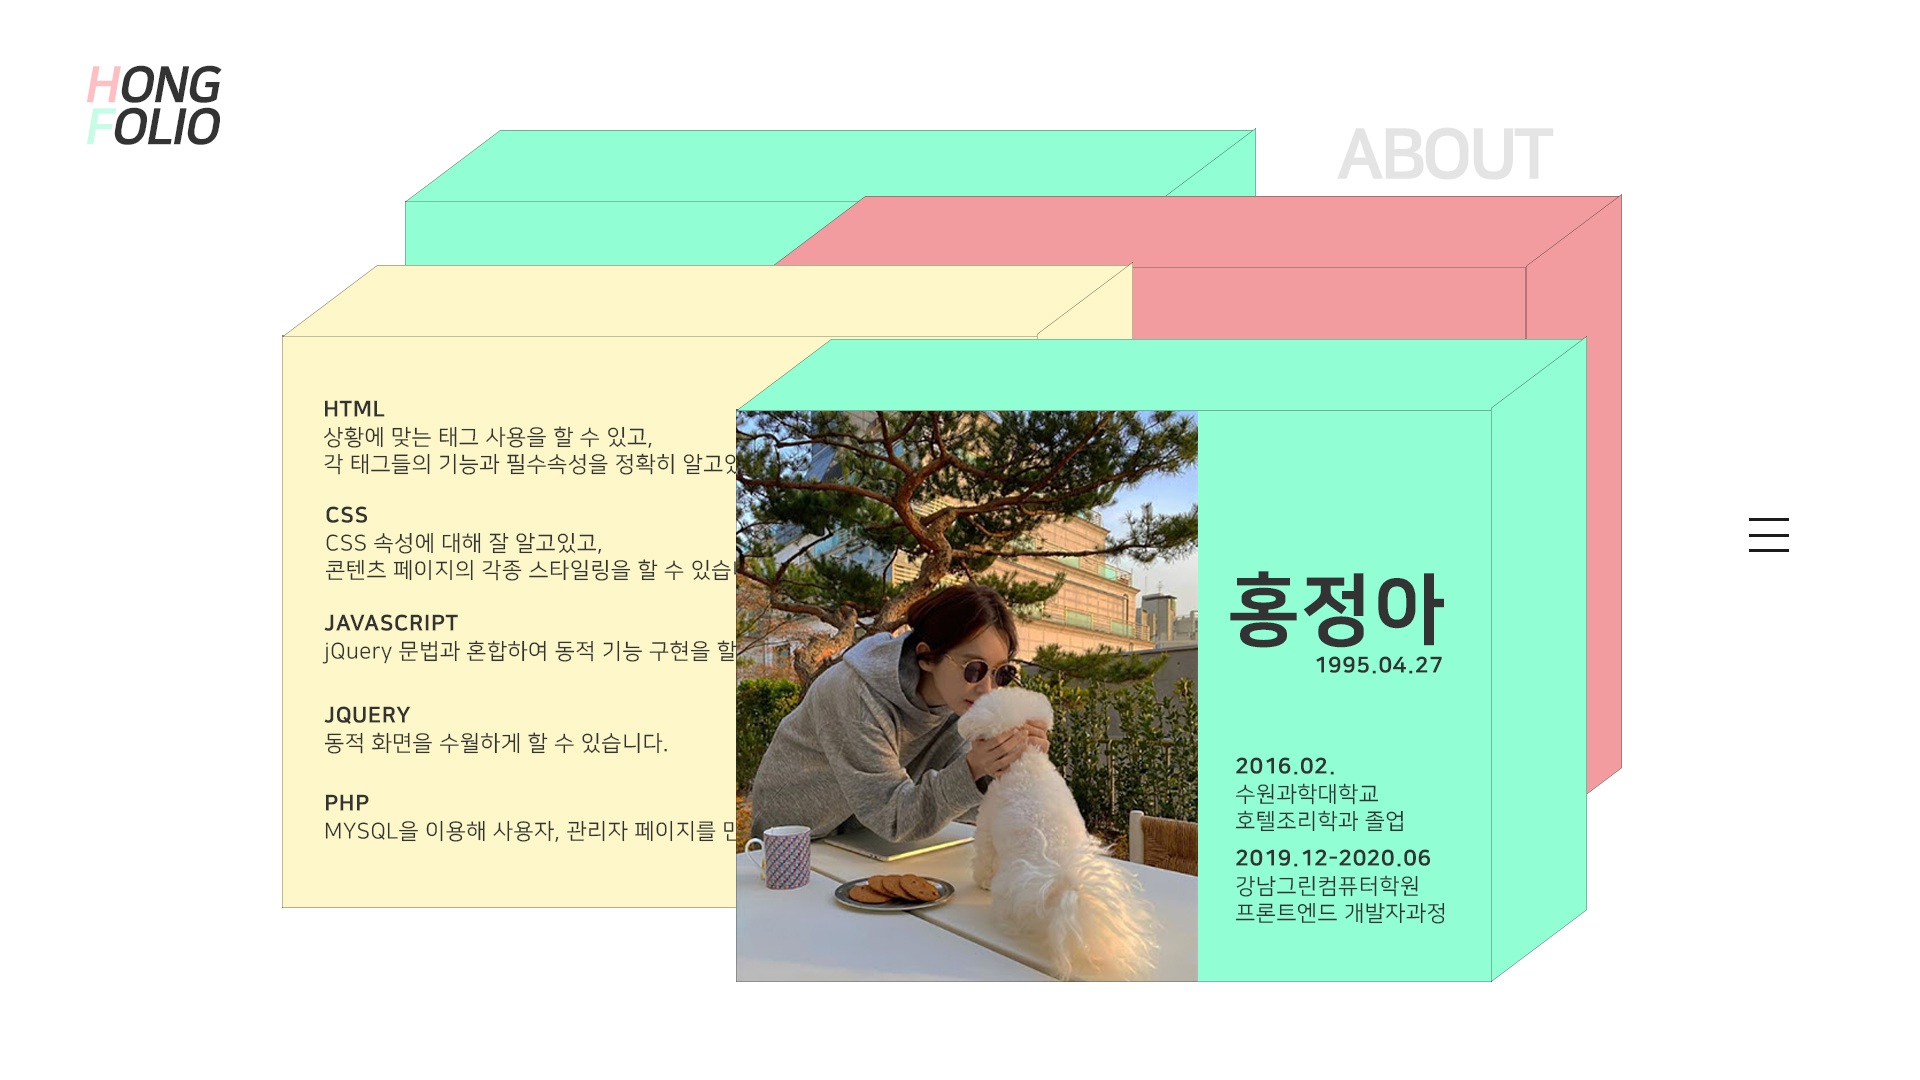 HONG
FOLIO
ABOUT
HTML
상황에 맞는 태그 사용을 할 수 있고,
각 태그들의 기능과 필수속성을 정확히
CSS
CSS 속성에 대해 잘 알고있고,
콘텐츠 페이지의 각종 스타일링을 할 수
JAVASCRIPT
jQuery 문법과 혼합하여 동적 기능 구현을 할
JQUERY
동적 화면을 수월하게 할 수 있습니다.
PHP
MYSQL을 이용해 사용자, 관리자 페이지를
홍정아
1995.04.27
2016.02.
수원과학대학교
호텔조리학과 졸업
2019.12-2020.06
강남그린컴퓨터학원
프론트엔드 개발자과정